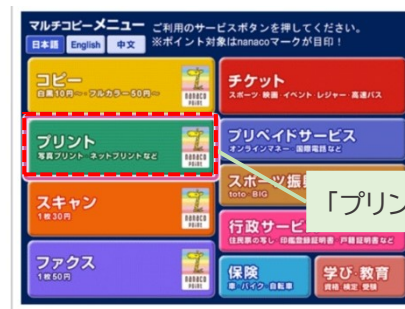 マルチコピーメニュー ご利用のサービスボタンを押してください。
日本語 English 中文 ※ポイント対象はnanacoマークが目印！
コピー
白黒10円～・フルカラー50円～
nanaco
POINT
チケット
スポーツ・映画・イベント・レジャー・高速バス
プリント
写真プリント・ネットプリントなど
nanaco
POINT
プリペイドサービス
オンラインマネー・国際電話など
スポーツ振
toto・BIG
「プリン
スキャン
1枚30円
nanaco
POINT
行政サービ
住民票の写し・印鑑登録証明書・戸籍証明書など
ファクス
1枚50円
nanaco
POINT
保険
車・バイク・自転車
学び・教育
資格・検定・受験